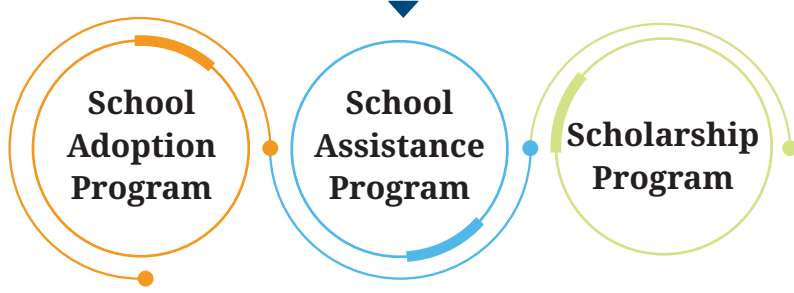 School
Adoption
Program
School
Assistance
Program
Scholarship
Program